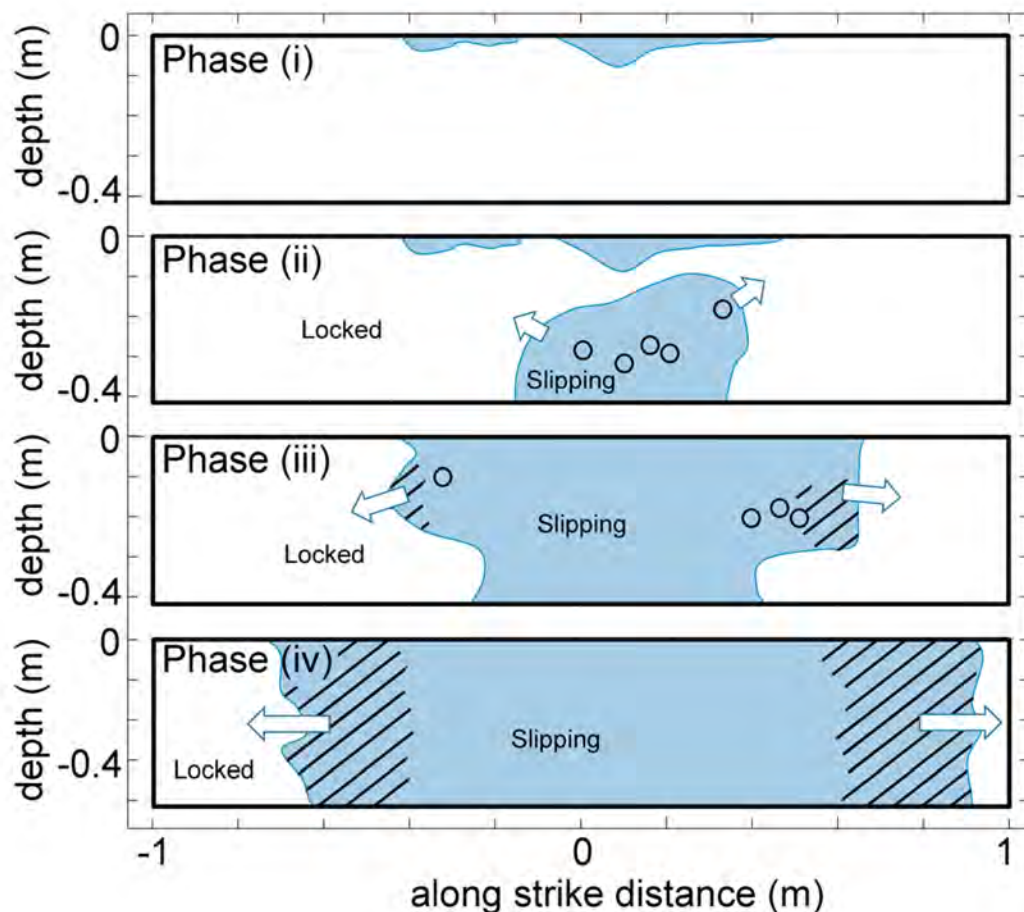 0
Phase (i)
depth (m)
-0.4
0
Phase (ii)
depth (m)
Locked
Slipping
-0.4
0
Phase (iii)
depth (m)
Slipping
Locked
-0.4
0
Phase (iv)
depth (m)
Slipping
Locked
-0.4
-1 0 1
along strike distance (m)